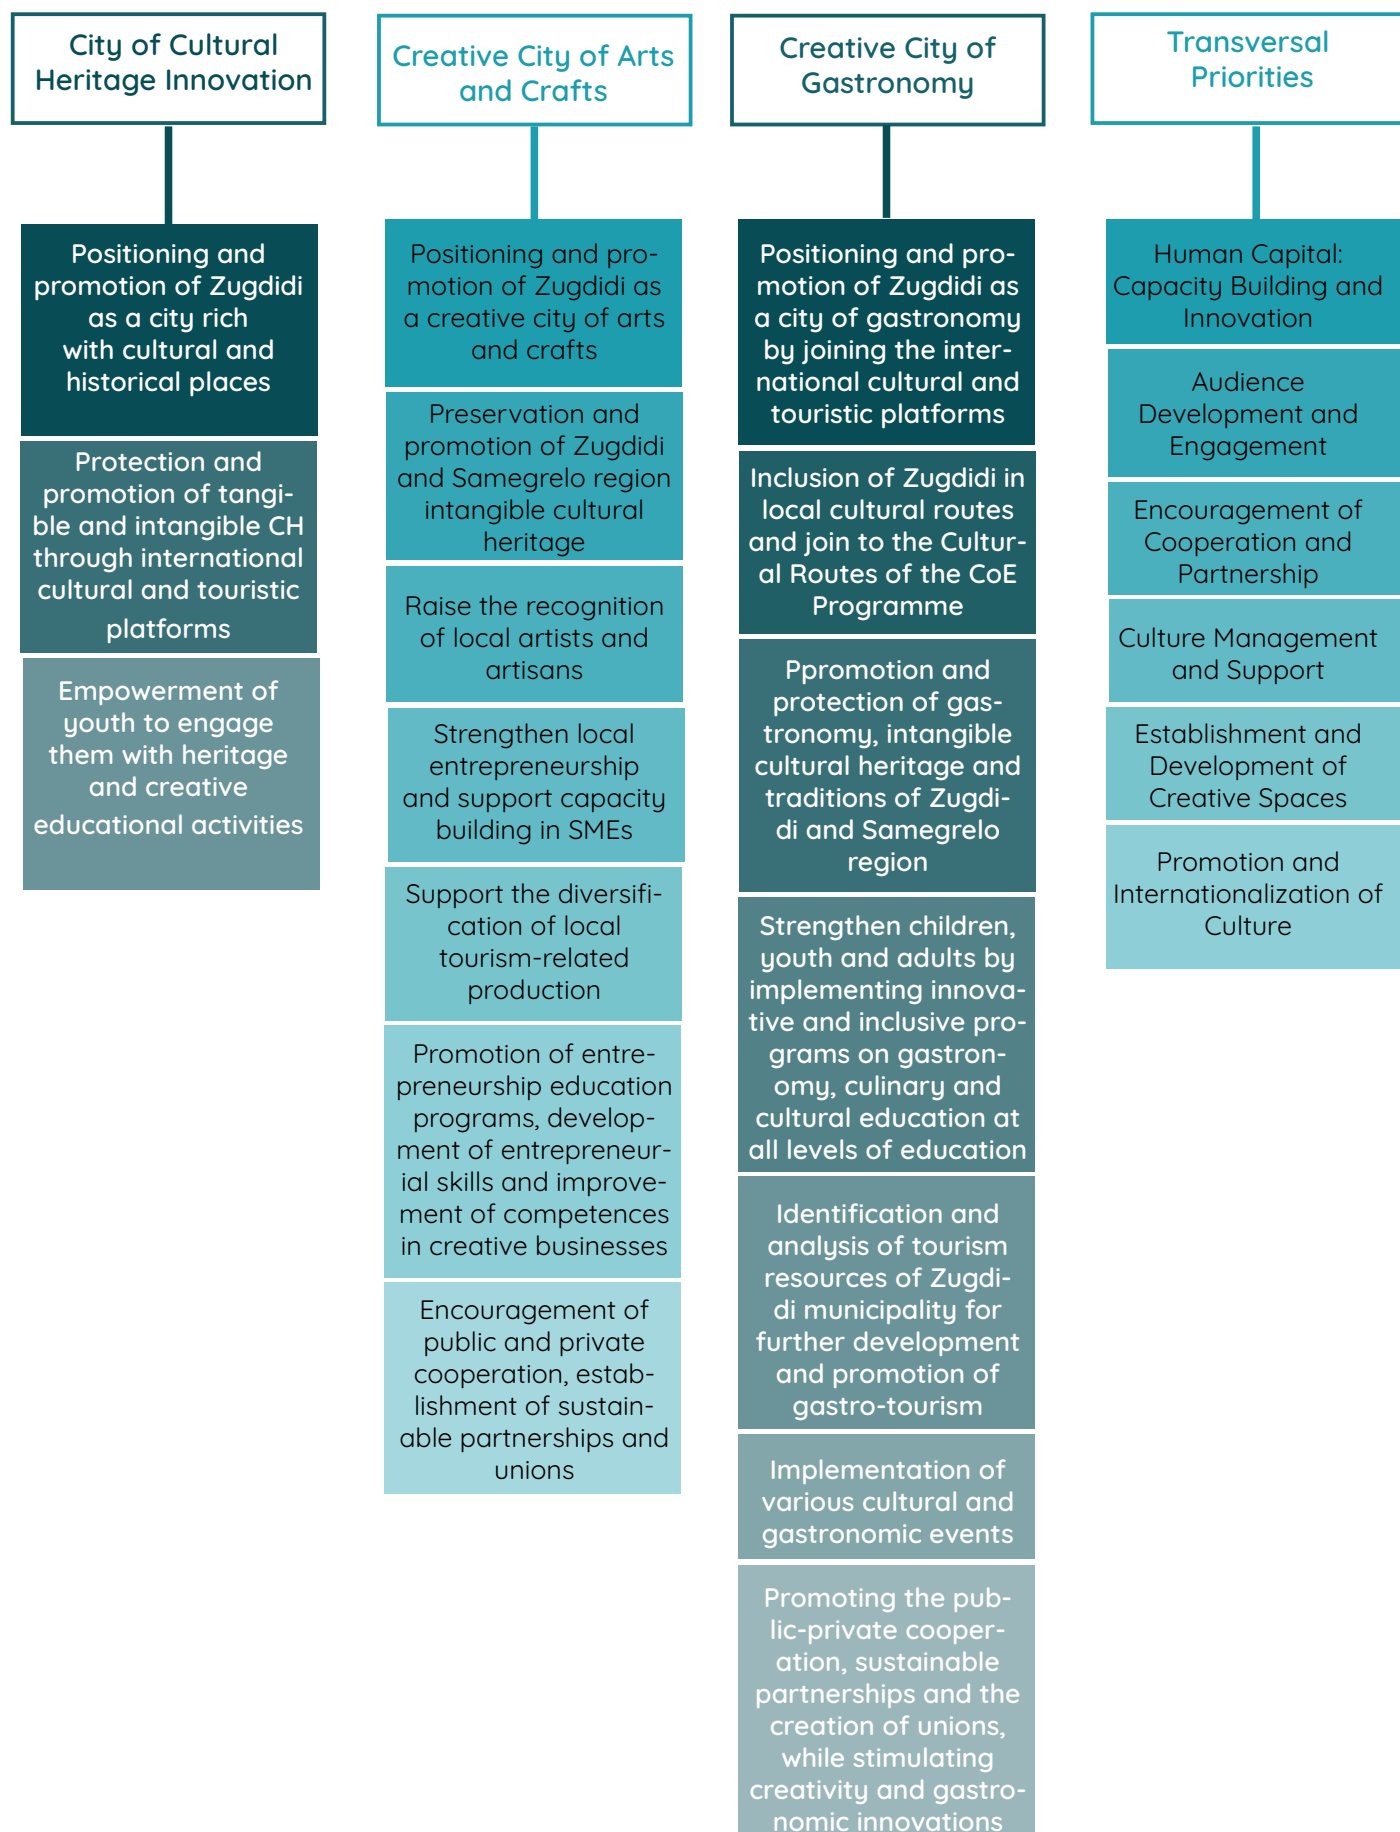 City of Cultural
Heritage Innovation
Positioning and
promotion of Zugdidi
as a city rich
with cultural and
historical places
Protection and
promotion of tangi-
ble and intangible CH
through international
cultural and touristic
platforms
Empowerment of
youth to engage
them with heritage
and creative
educational activities
Creative City of Arts
and Crafts
Positioning and pro-
motion of Zugdidi as
a creative city of arts
and crafts
Preservation and
promotion of Zugdidi
and Samegrelo region
intangible cultural
heritage
Raise the recognition
of local artists and
artisans
Strengthen local
entrepreneurship
and support capacity
building in SMEs
Support the diversifi-
cation of local
tourism-related
production
Promotion of entre-
preneurship education
programs, develop-
ment of entrepreneur-
ial skills and improve-
ment of competences
in creative businesses
Encouragement of
public and private
cooperation, estab-
lishment of sustain-
able partnerships and
unions
Creative City of
Gastronomy
Positioning and pro-
motion of Zugdidi as
a city of gastronomy
by joining the inter-
national cultural and
touristic platforms
Inclusion of Zugdidi in
local cultural routes
and join to the Cultur-
al Routes of the CoE
Programme
Ppromotion and
protection of gas-
tronomy, intangible
cultural heritage and
traditions of Zugdi-
di and Samegrelo
region
Strengthen children,
youth and adults by
implementing innova-
tive and inclusive pro-
grams on gastron-
omy, culinary and
cultural education at
all levels of education
Identification and
analysis of tourism
resources of Zugdi-
di municipality for
further development
and promotion of
gastro-tourism
Implementation of
various cultural and
gastronomic events
Promoting the pub-
lic-private cooper-
ation, sustainable
partnerships and the
creation of unions,
while stimulating
creativity and gastro-
nomic innovations
Transversal
Priorities
Human Capital:
Capacity Building and
Innovation
Audience
Development and
Engagement
Encouragement of
Cooperation and
Partnership
Culture Management
and Support
Establishment and
Development of
Creative Spaces
Promotion and
Internationalization of
Culture